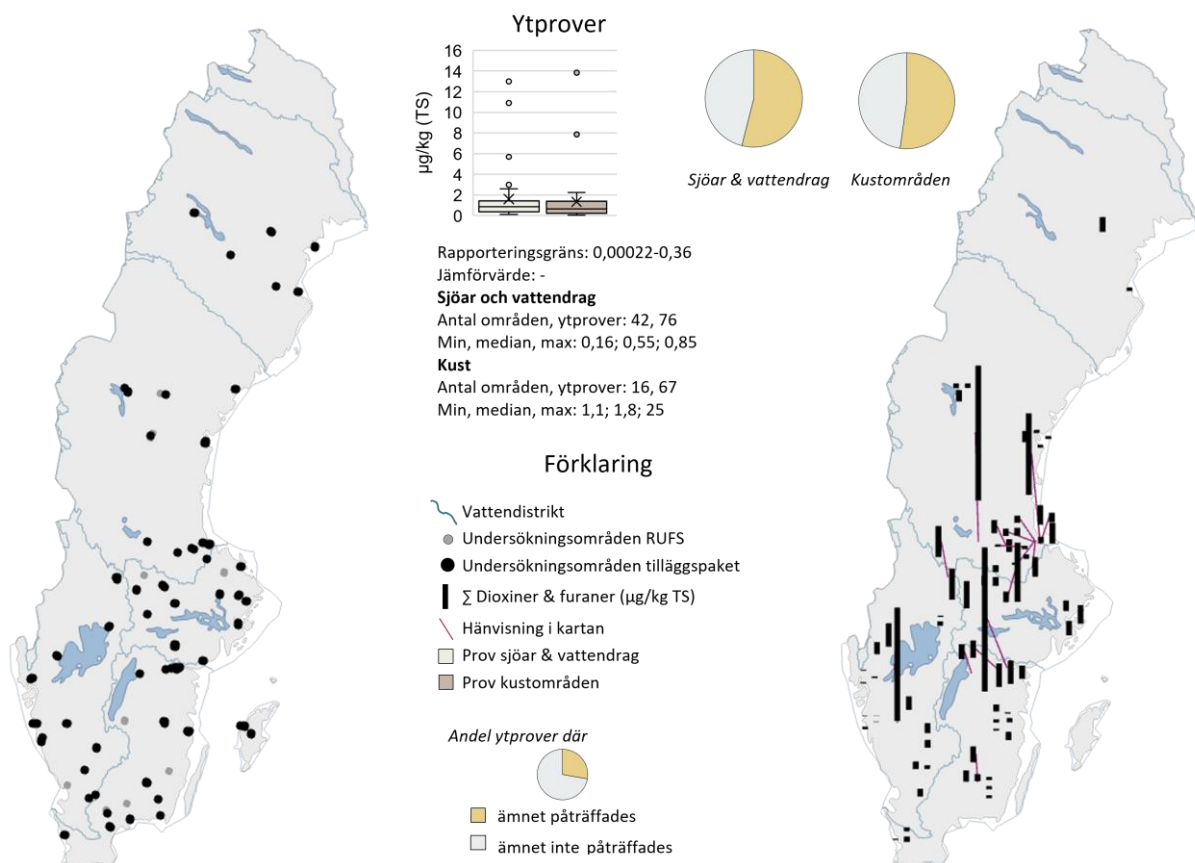 Ytprover
16
14
12
10
8
6
4
2
0
µg/kg (TS)
Sjöar & vattendrag
Kustområden
Rapporteringsgräns: 0,00022-0,36
Jämförvärde: -
Sjöar och vattendrag
Antal områden, ytprover: 42, 76
Min, median, max: 0,16; 0,55; 0,85
Kust
Antal områden, ytprover: 16, 67
Min, median, max: 1,1; 1,8; 25
Förklaring
Vattendistrikt
Undersökningsområden RUFS
Undersökningsområden tilläggspaket
∑ Dioxiner & furaner (µg/kg TS)
Hänvisning i kartan
Prov sjöar & vattendrag
Prov kustområden
Andel ytprover där
ämnet påträffades
ämnet inte påträffades